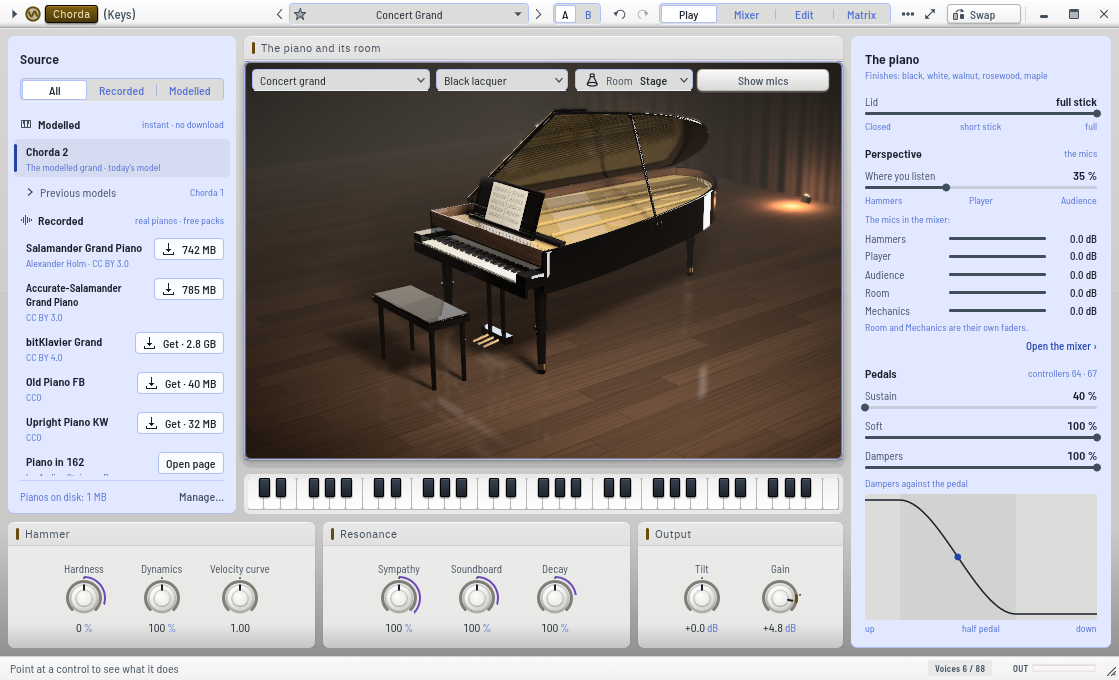 Chorda (Keys) Concert Grand A B Play Mixer Edit Matrix Swap
Source
All Recorded Modelled
Modelled instant · no download
Chorda 2
The modelled grand · today's model
Previous models Chorda 1
Recorded real pianos · free packs
Salamander Grand Piano 742 MB
Alexander Holm · CC BY 3.0
Accurate-Salamander Grand Piano 785 MB
CC BY 3.0
bitKlavier Grand Get · 2.8 GB
CC BY 4.0
Old Piano FB Get · 40 MB
CC0
Upright Piano KW Get · 32 MB
CC0
Piano in 162 Open page
Pianos on disk: 1 MB Manage...
The piano and its room
Concert grand Black lacquer Room Stage Show mics
The piano
Finishes: black, white, walnut, rosewood, maple
Lid full stick
Closed short stick full
Perspective the mics
Where you listen 35 %
Hammers Player Audience
The mics in the mixer:
Hammers 0.0 dB
Player 0.0 dB
Audience 0.0 dB
Room 0.0 dB
Mechanics 0.0 dB
Room and Mechanics are their own faders.
Open the mixer ›
Pedals controllers 64 · 67
Sustain 40 %
Soft 100 %
Dampers 100 %
Dampers against the pedal
up half pedal down
Hammer
Hardness Dynamics Velocity curve
0 % 100 % 1.00
Resonance
Sympathy Soundboard Decay
100 % 100 % 100 %
Output
Tilt Gain
+0.0 dB +4.8 dB
Point at a control to see what it does Voices 6 / 88 OUT